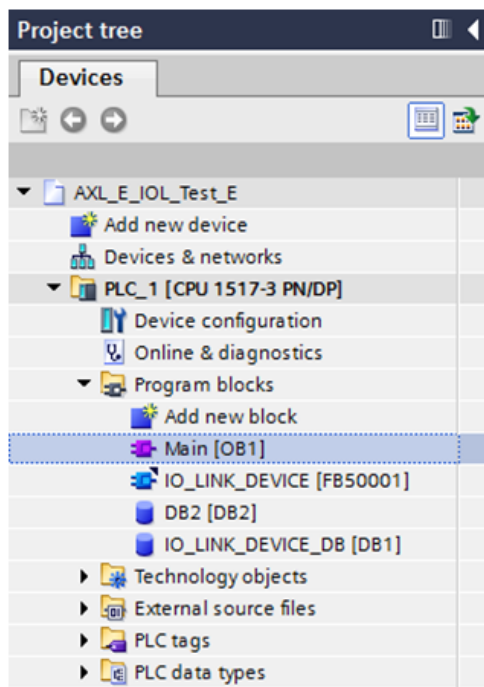 Project tree
Devices
AXL_E_IOL_Test_E
Add new device
Devices & networks
PLC_1 [CPU 1517-3 PN/DP]
Device configuration
Online & diagnostics
Program blocks
Add new block
Main [OB1]
IO_LINK_DEVICE [FB50001]
DB2 [DB2]
IO_LINK_DEVICE_DB [DB1]
Technology objects
External source files
PLC tags
PLC data types